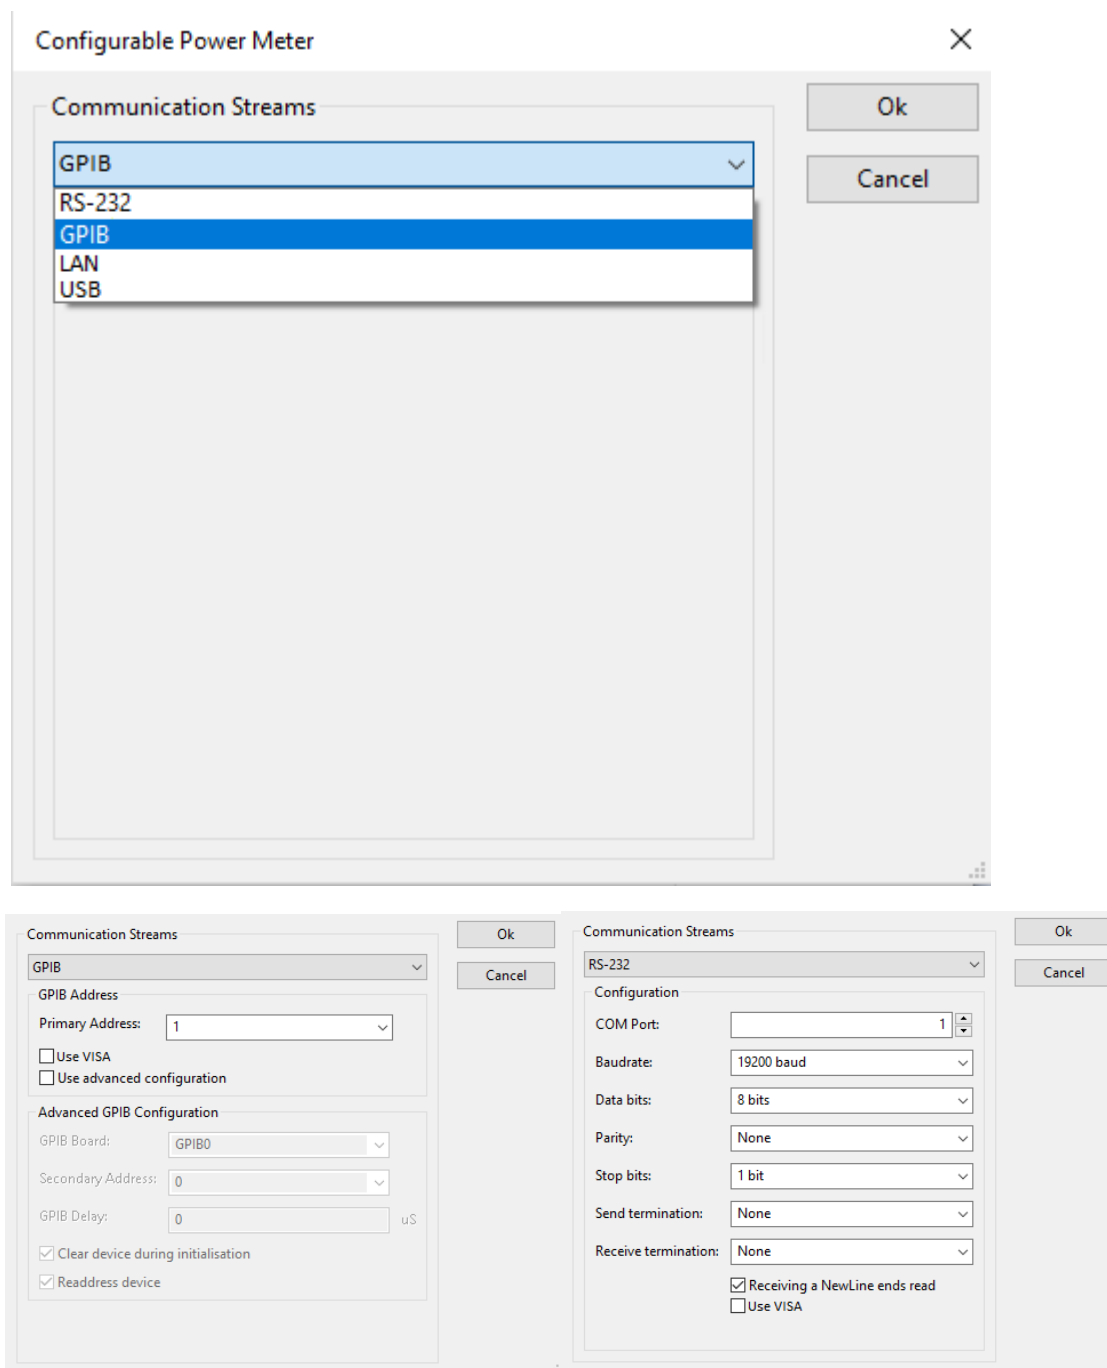 Configurable Power Meter
Communication Streams
Ok
GPIB
Cancel
RS-232
GPIB
LAN
USB
Communication Streams
Ok
GPIB
Cancel
GPIB Address
Primary Address: 1
Use VISA
Use advanced configuration
Advanced GPIB Configuration
GPIB Board: GPIB0
Secondary Address: 0
GPIB Delay: 0 uS
Clear device during initialisation
Readdress device
Communication Streams
Ok
RS-232
Cancel
Configuration
COM Port: 1
Baudrate: 19200 baud
Data bits: 8 bits
Parity: None
Stop bits: 1 bit
Send termination: None
Receive termination: None
Receiving a NewLine ends read
Use VISA